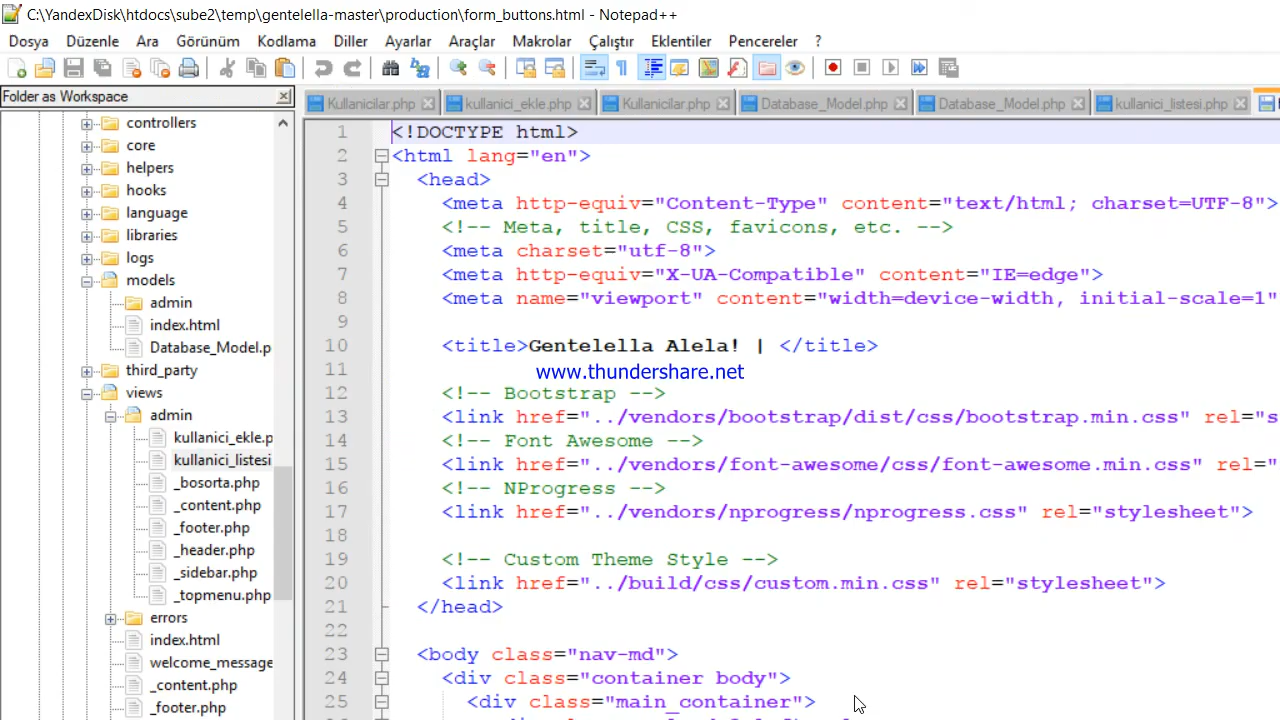 C:\YandexDisk\htdocs\sube2\temp\gentelella-master\production\form_buttons.html - Notepad++
Dosya Düzenle Ara Görünüm Kodlama Diller Ayarlar Araçlar Makrolar Çalıştır Eklentiler Pencereler ?
Folder as Workspace
Kullanicilar.php kullanici_ekle.php Kullanicilar.php Database_Model.php Database_Model.php kullanici_listesi.php
controllers
core
helpers
hooks
language
libraries
logs
models
admin
index.html
Database_Model.p
third_party
views
admin
kullanici_ekle.p
kullanici_listesi
_bosorta.php
_content.php
_footer.php
_header.php
_sidebar.php
_topmenu.php
errors
index.html
welcome_message
_content.php
_footer.php
1 <!DOCTYPE html>
2 <html lang="en">
3 <head>
4 <meta http-equiv="Content-Type" content="text/html; charset=UTF-8">
5 <!-- Meta, title, CSS, favicons, etc. -->
6 <meta charset="utf-8">
7 <meta http-equiv="X-UA-Compatible" content="IE=edge">
8 <meta name="viewport" content="width=device-width, initial-scale=1"
9
10 <title>Gentelella Alela! | </title>
11
www.thundershare.net
12 <!-- Bootstrap -->
13 <link href="../vendors/bootstrap/dist/css/bootstrap.min.css" rel="s
14 <!-- Font Awesome -->
15 <link href="../vendors/font-awesome/css/font-awesome.min.css" rel="
16 <!-- NProgress -->
17 <link href="../vendors/nprogress/nprogress.css" rel="stylesheet">
18
19 <!-- Custom Theme Style -->
20 <link href="../build/css/custom.min.css" rel="stylesheet">
21 </head>
22
23 <body class="nav-md">
24 <div class="container body">
25 <div class="main_container">